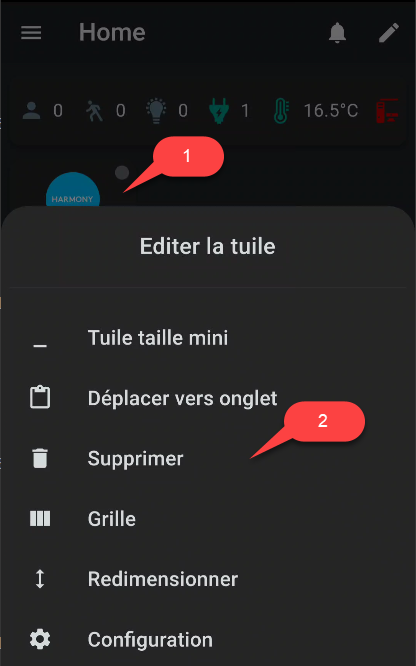 Home
0 0 0 1 16.5°C
1
HARMONY
Editer la tuile
Tuile taille mini
Déplacer vers onglet
2
Supprimer
Grille
Redimensionner
Configuration